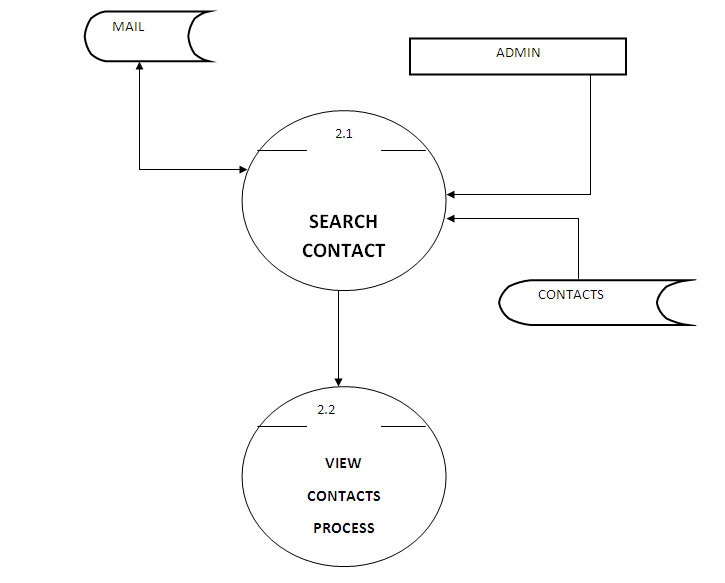 MAIL
ADMIN
2.1
SEARCH
CONTACT
CONTACTS
2.2
VIEW
CONTACTS
PROCESS